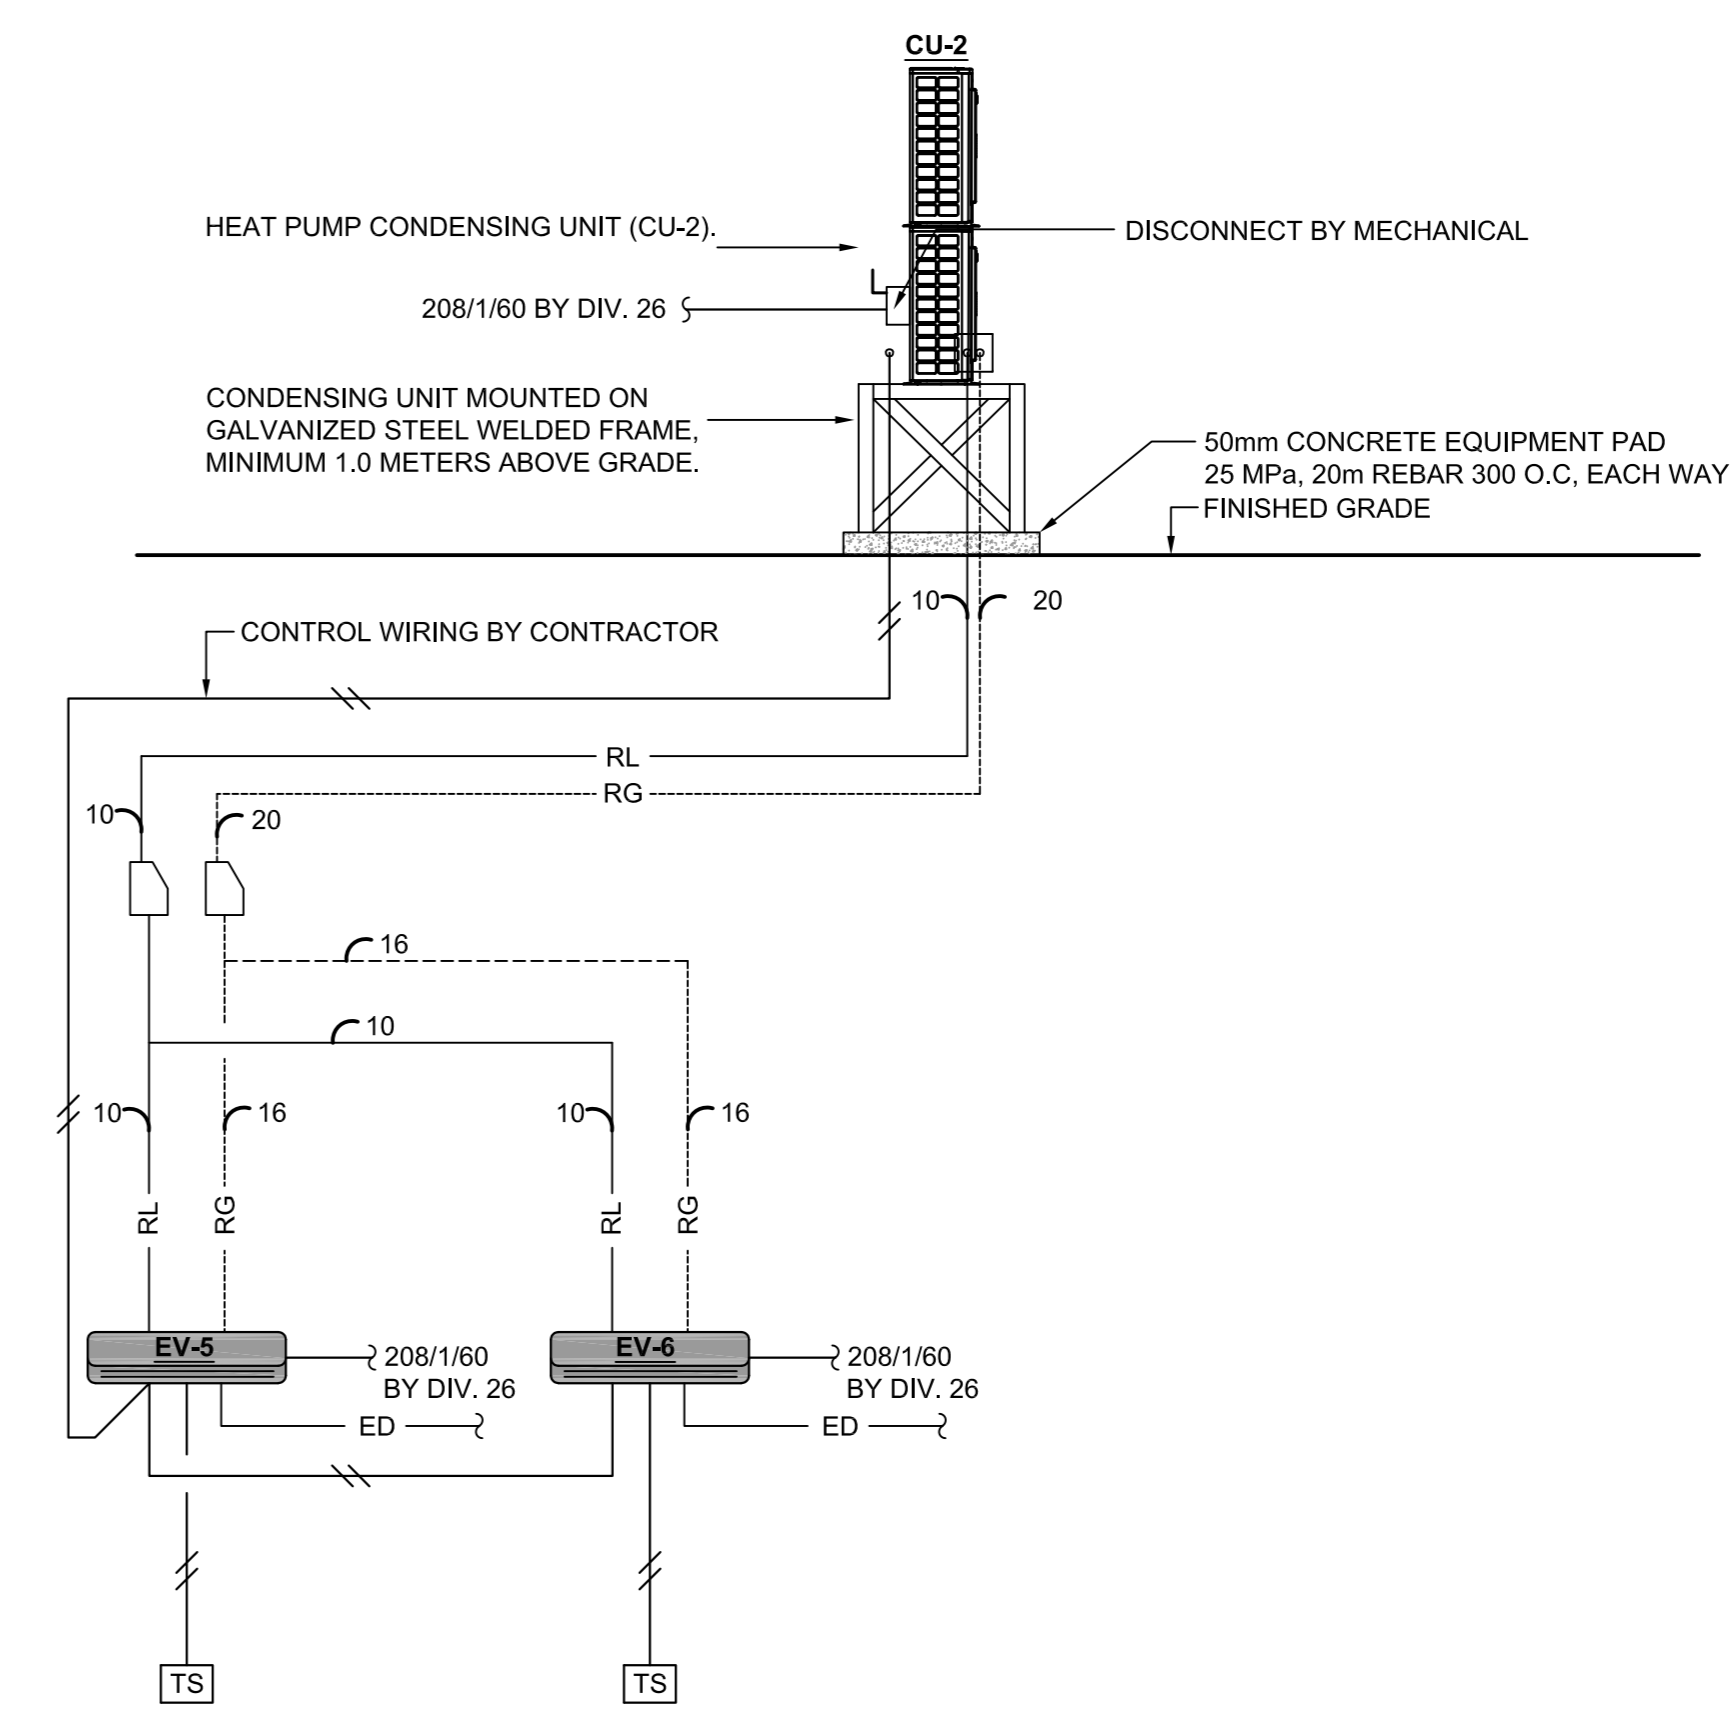 CU-2
HEAT PUMP CONDENSING UNIT (CU-2).
DISCONNECT BY MECHANICAL
208/1/60 BY DIV. 26
CONDENSING UNIT MOUNTED ON
GALVANIZED STEEL WELDED FRAME,
MINIMUM 1.0 METERS ABOVE GRADE.
50mm CONCRETE EQUIPMENT PAD
25 MPa, 20m REBAR 300 O.C, EACH WAY
FINISHED GRADE
10
20
CONTROL WIRING BY CONTRACTOR
RL
RG
10
20
16
10
10
16
10
16
RL
RG
RL
RG
EV-5
208/1/60
BY DIV. 26
ED
EV-6
208/1/60
BY DIV. 26
ED
TS
TS